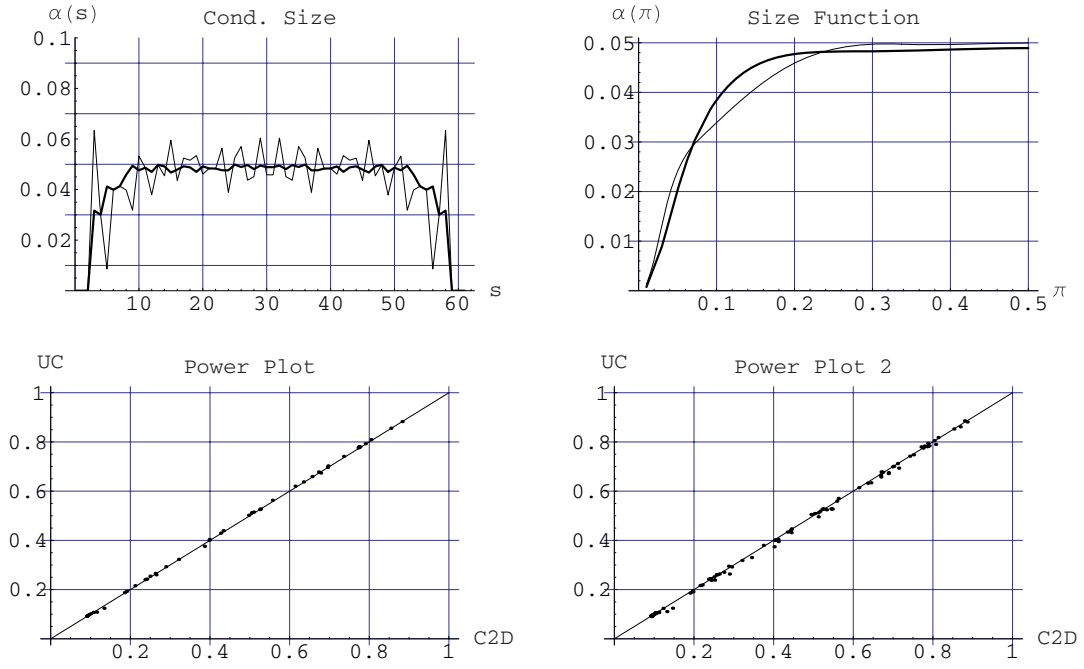 α(s)
Cond. Size
0.1
0.08
0.06
0.04
0.02
10 20 30 40 50 60 s
α(π)
Size Function
0.05
0.04
0.03
0.02
0.01
0.1 0.2 0.3 0.4 0.5 π
UC
Power Plot
1
0.8
0.6
0.4
0.2
0.2 0.4 0.6 0.8 1 C2D
UC
Power Plot 2
1
0.8
0.6
0.4
0.2
0.2 0.4 0.6 0.8 1 C2D